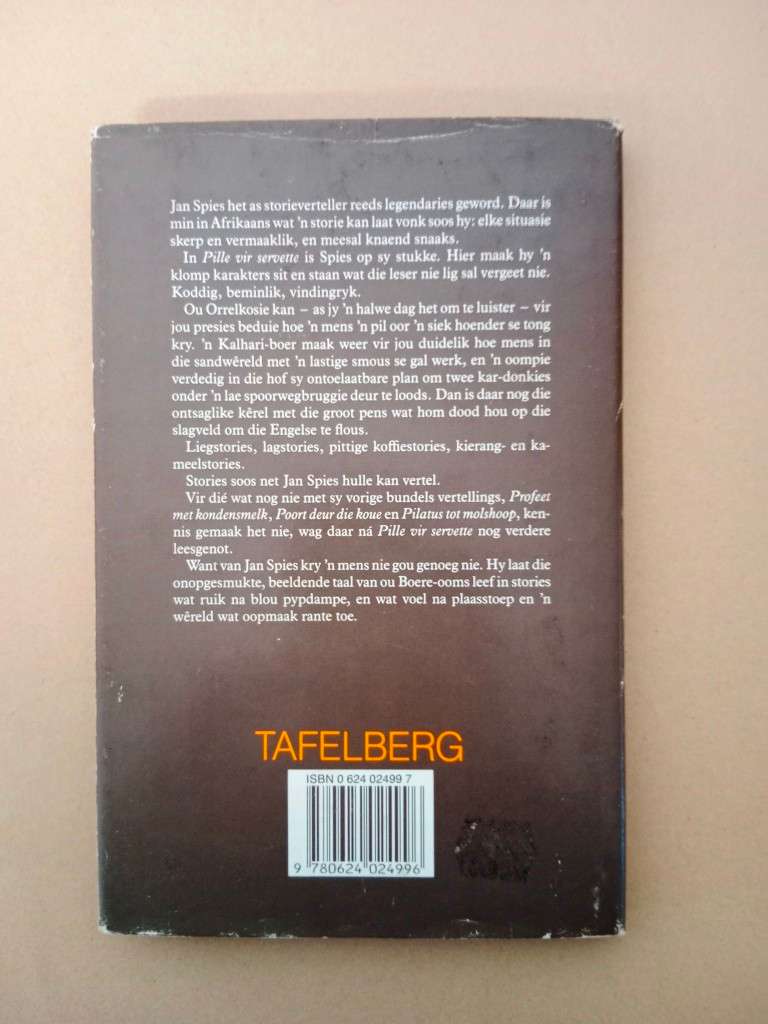 Jan Spies het as storieverteller reeds legendaries geword. Daar is
min in Afrikaans wat 'n storie kan laat vonk soos hy: elke situasie
skerp en vermaaklik, en meesal knaend snaaks.
In Pille vir servette is Spies op sy stukke. Hier maak hy 'n
klomp karakters sit en staan wat die leser nie lig sal vergeet nie.
Koddig, beminlik, vindingryk.
Ou Orrelkosie kan – as jy 'n halwe dag het om te luister – vir
jou presies beduie hoe 'n mens 'n pil oor 'n siek hoender se tong
kry. 'n Kalhari-boer maak weer vir jou duidelik hoe mens in
die sandwêreld met 'n lastige smous se gal werk, en 'n oompie
verdedig in die hof sy ontoelaatbare plan om twee kar-donkies
onder 'n lae spoorwegbruggie deur te loods. Dan is daar nog die
ontsaglike kêrel met die groot pens wat hom dood hou op die
slagveld om die Engelse te flous.
Liegstories, lagstories, pittige koffiestories, kierang- en ka-
meelstories.
Stories soos net Jan Spies hulle kan vertel.
Vir dié wat nog nie met sy vorige bundels vertellings, Profeet
met kondensmelk, Poort deur die koue en Pilatus tot molshoop, ken-
nis gemaak het nie, wag daar ná Pille vir servette nog verdere
leesgenot.
Want van Jan Spies kry 'n mens nie gou genoeg nie. Hy laat die
onopgesmukte, beeldende taal van ou Boere-ooms leef in stories
wat ruik na blou pypdampe, en wat voel na plaasstoep en 'n
wêreld wat oopmaak rante toe.
TAFELBERG
ISBN 0 624 02499 7
9 780624 024996